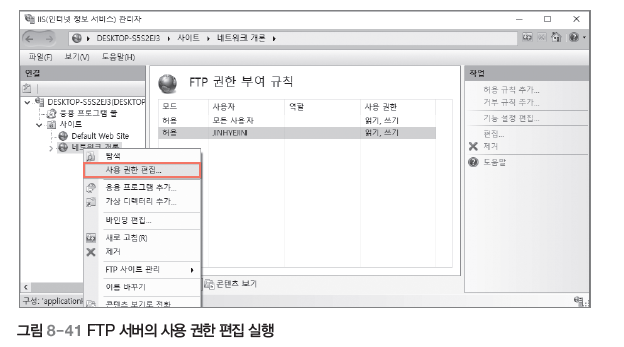 IIS(인터넷 정보 서비스) 관리자
DESKTOP-S5S2EJ3 ▸ 사이트 ▸ 네트워크 개론 ▸
파일(F) 보기(V) 도움말(H)
연결
DESKTOP-S5S2EJ3(DESKTOP
응용 프로그램 풀
사이트
Default Web Site
네트워크 개론
탐색
사용 권한 편집...
응용 프로그램 추가...
가상 디렉터리 추가...
바인딩 편집...
새로 고침(R)
제거
FTP 사이트 관리
이름 바꾸기
콘텐츠 보기로 전환
FTP 권한 부여 규칙
모드 사용자 역할 사용 권한
허용 모든 사용자 읽기, 쓰기
허용 JINHYEJINI 읽기, 쓰기
콘텐츠 보기
작업
허용 규칙 추가...
거부 규칙 추가...
기능 설정 편집...
편집...
제거
도움말
구성: 'applicationH
그림 8-41 FTP 서버의 사용 권한 편집 실행